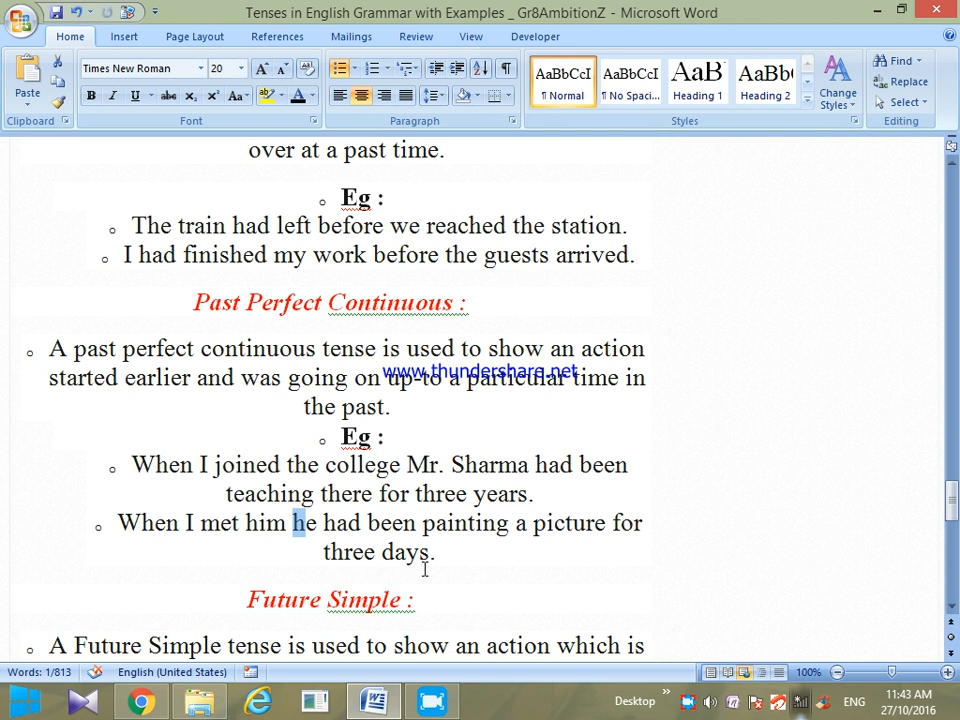 Tenses in English Grammar with Examples _ Gr8AmbitionZ - Microsoft Word
Home Insert Page Layout References Mailings Review View Developer
Paste
Times New Roman 20
AaBbCcI AaBbCcI AaB AaBb(
¶ Normal ¶ No Spaci... Heading 1 Heading 2
Change Styles
Find
Replace
Select
Clipboard Font Paragraph Styles Editing
over at a past time.
Eg :
The train had left before we reached the station.
I had finished my work before the guests arrived.
Past Perfect Continuous :
A past perfect continuous tense is used to show an action
www.thundershare.net
started earlier and was going on up-to a particular time in
the past.
Eg :
When I joined the college Mr. Sharma had been
teaching there for three years.
When I met him he had been painting a picture for
three days.
Future Simple :
A Future Simple tense is used to show an action which is
Words: 1/813 English (United States) 100%
Desktop ENG 11:43 AM
27/10/2016